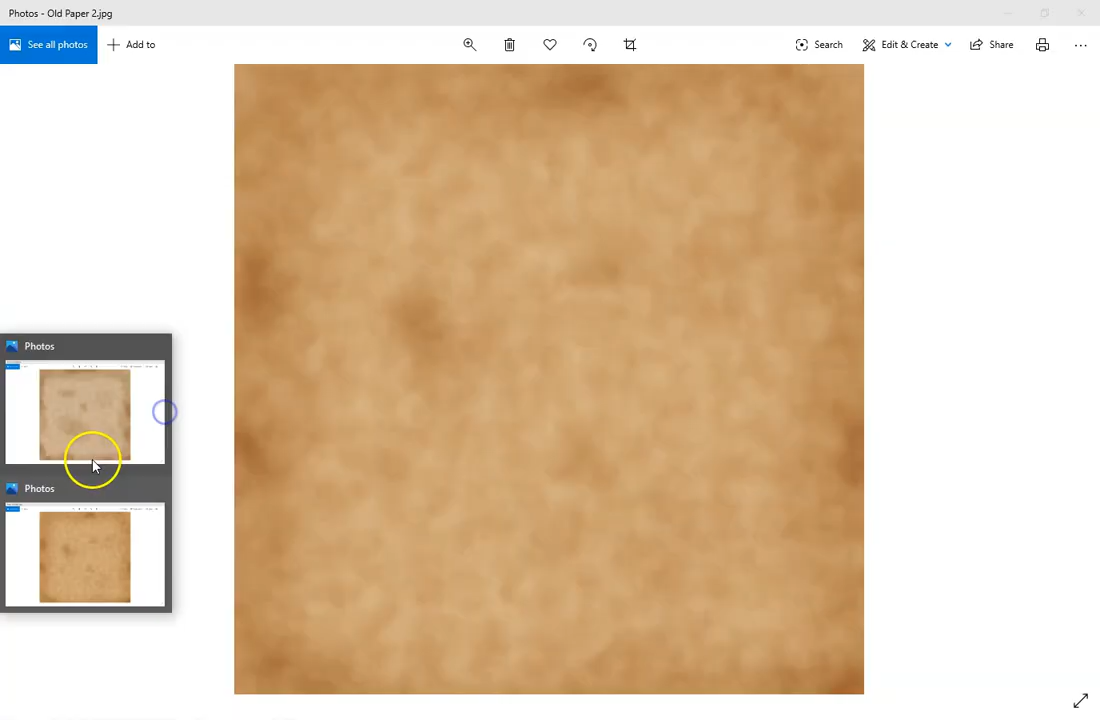 Photos - Old Paper 2.jpg
See all photos
Add to
Search
Edit & Create
Share
Photos
Photos